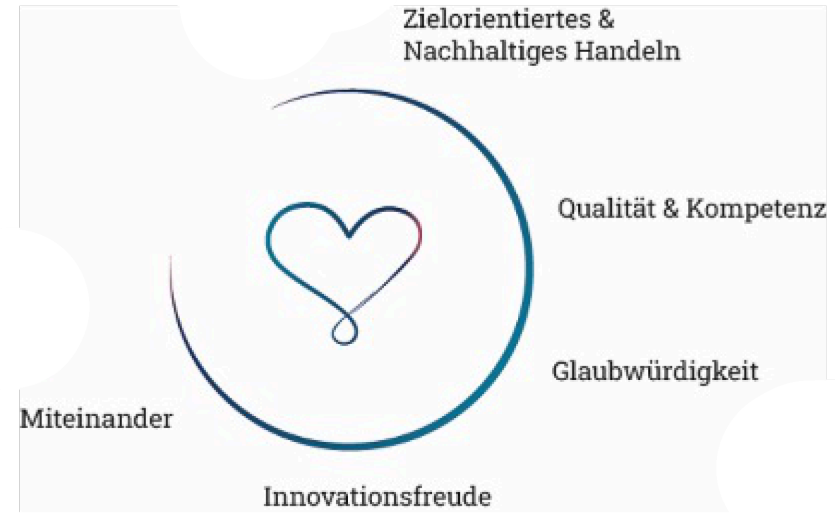 Zielorientiertes &
Nachhaltiges Handeln
Qualität & Kompetenz
Glaubwürdigkeit
Miteinander
Innovationsfreude